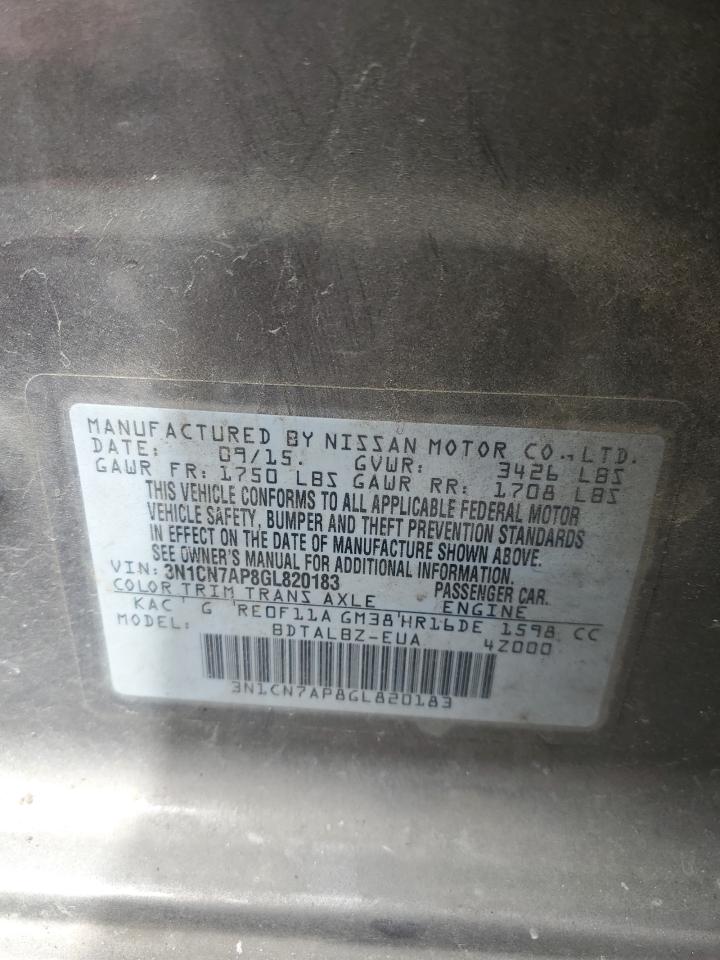 MANUFACTURED BY NISSAN MOTOR CO., LTD.
DATE: 09/15. GVWR: 3426 LBS
GAWR FR: 1750 LBS GAWR RR: 1708 LBS
THIS VEHICLE CONFORMS TO ALL APPLICABLE FEDERAL MOTOR
VEHICLE SAFETY, BUMPER AND THEFT PREVENTION STANDARDS
IN EFFECT ON THE DATE OF MANUFACTURE SHOWN ABOVE.
SEE OWNER'S MANUAL FOR ADDITIONAL INFORMATION.
VIN: 3N1CN7AP8GL820183 PASSENGER CAR.
COLOR TRIM TRANS AXLE ENGINE
KAC G RE0F11A GM38 HR16DE 1598 CC
MODEL: BDTALBZ-EUA 4Z000
3N1CN7AP8GL820183